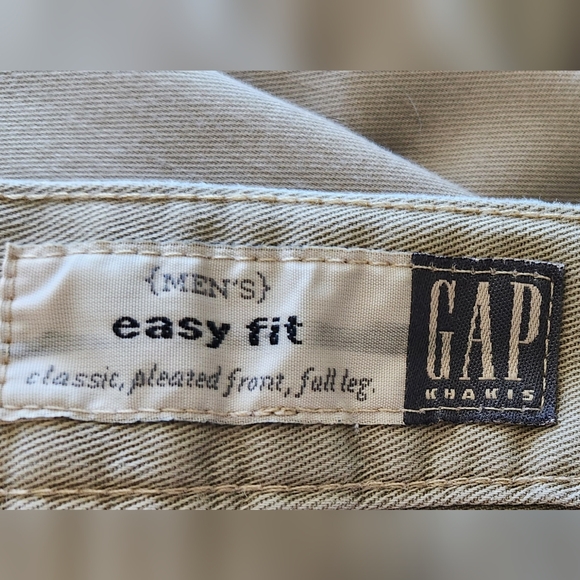 {MEN'S}
easy fit
classic, pleated front, full leg.
GAP
KHAKIS